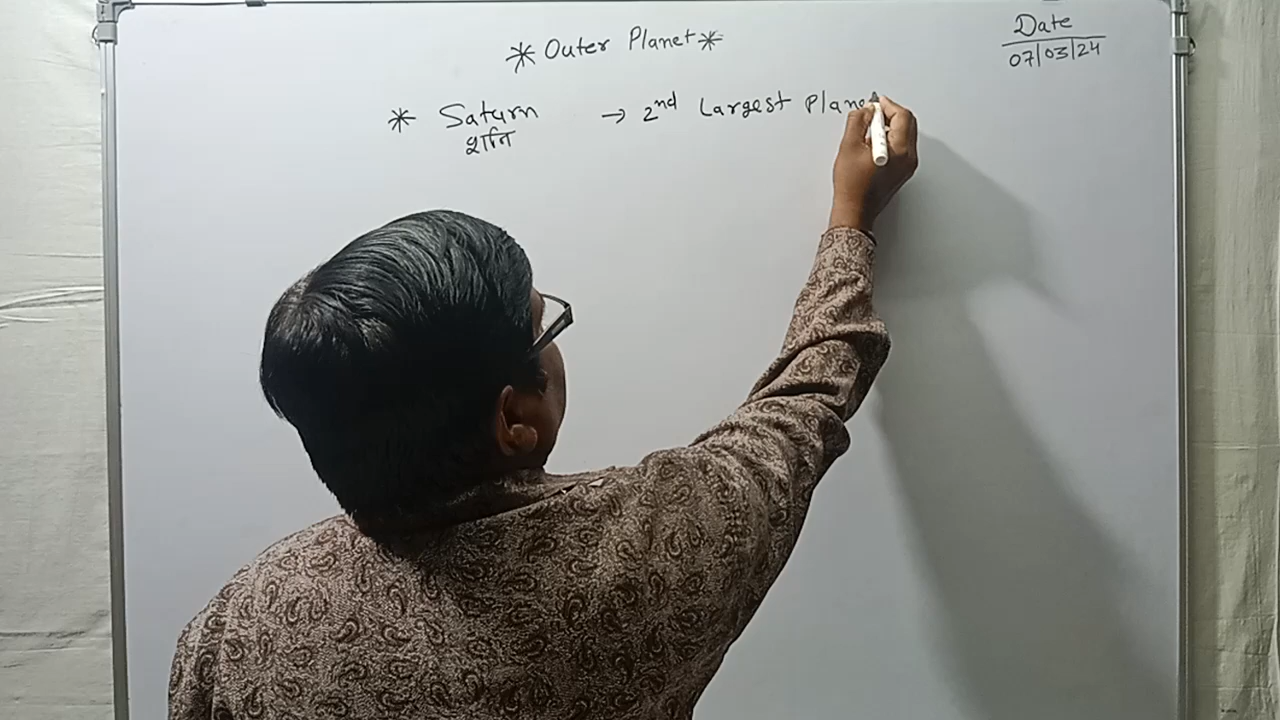 * Outer Planet *
Date
07/03/24
* Saturn → 2nd Largest Plane
शनि